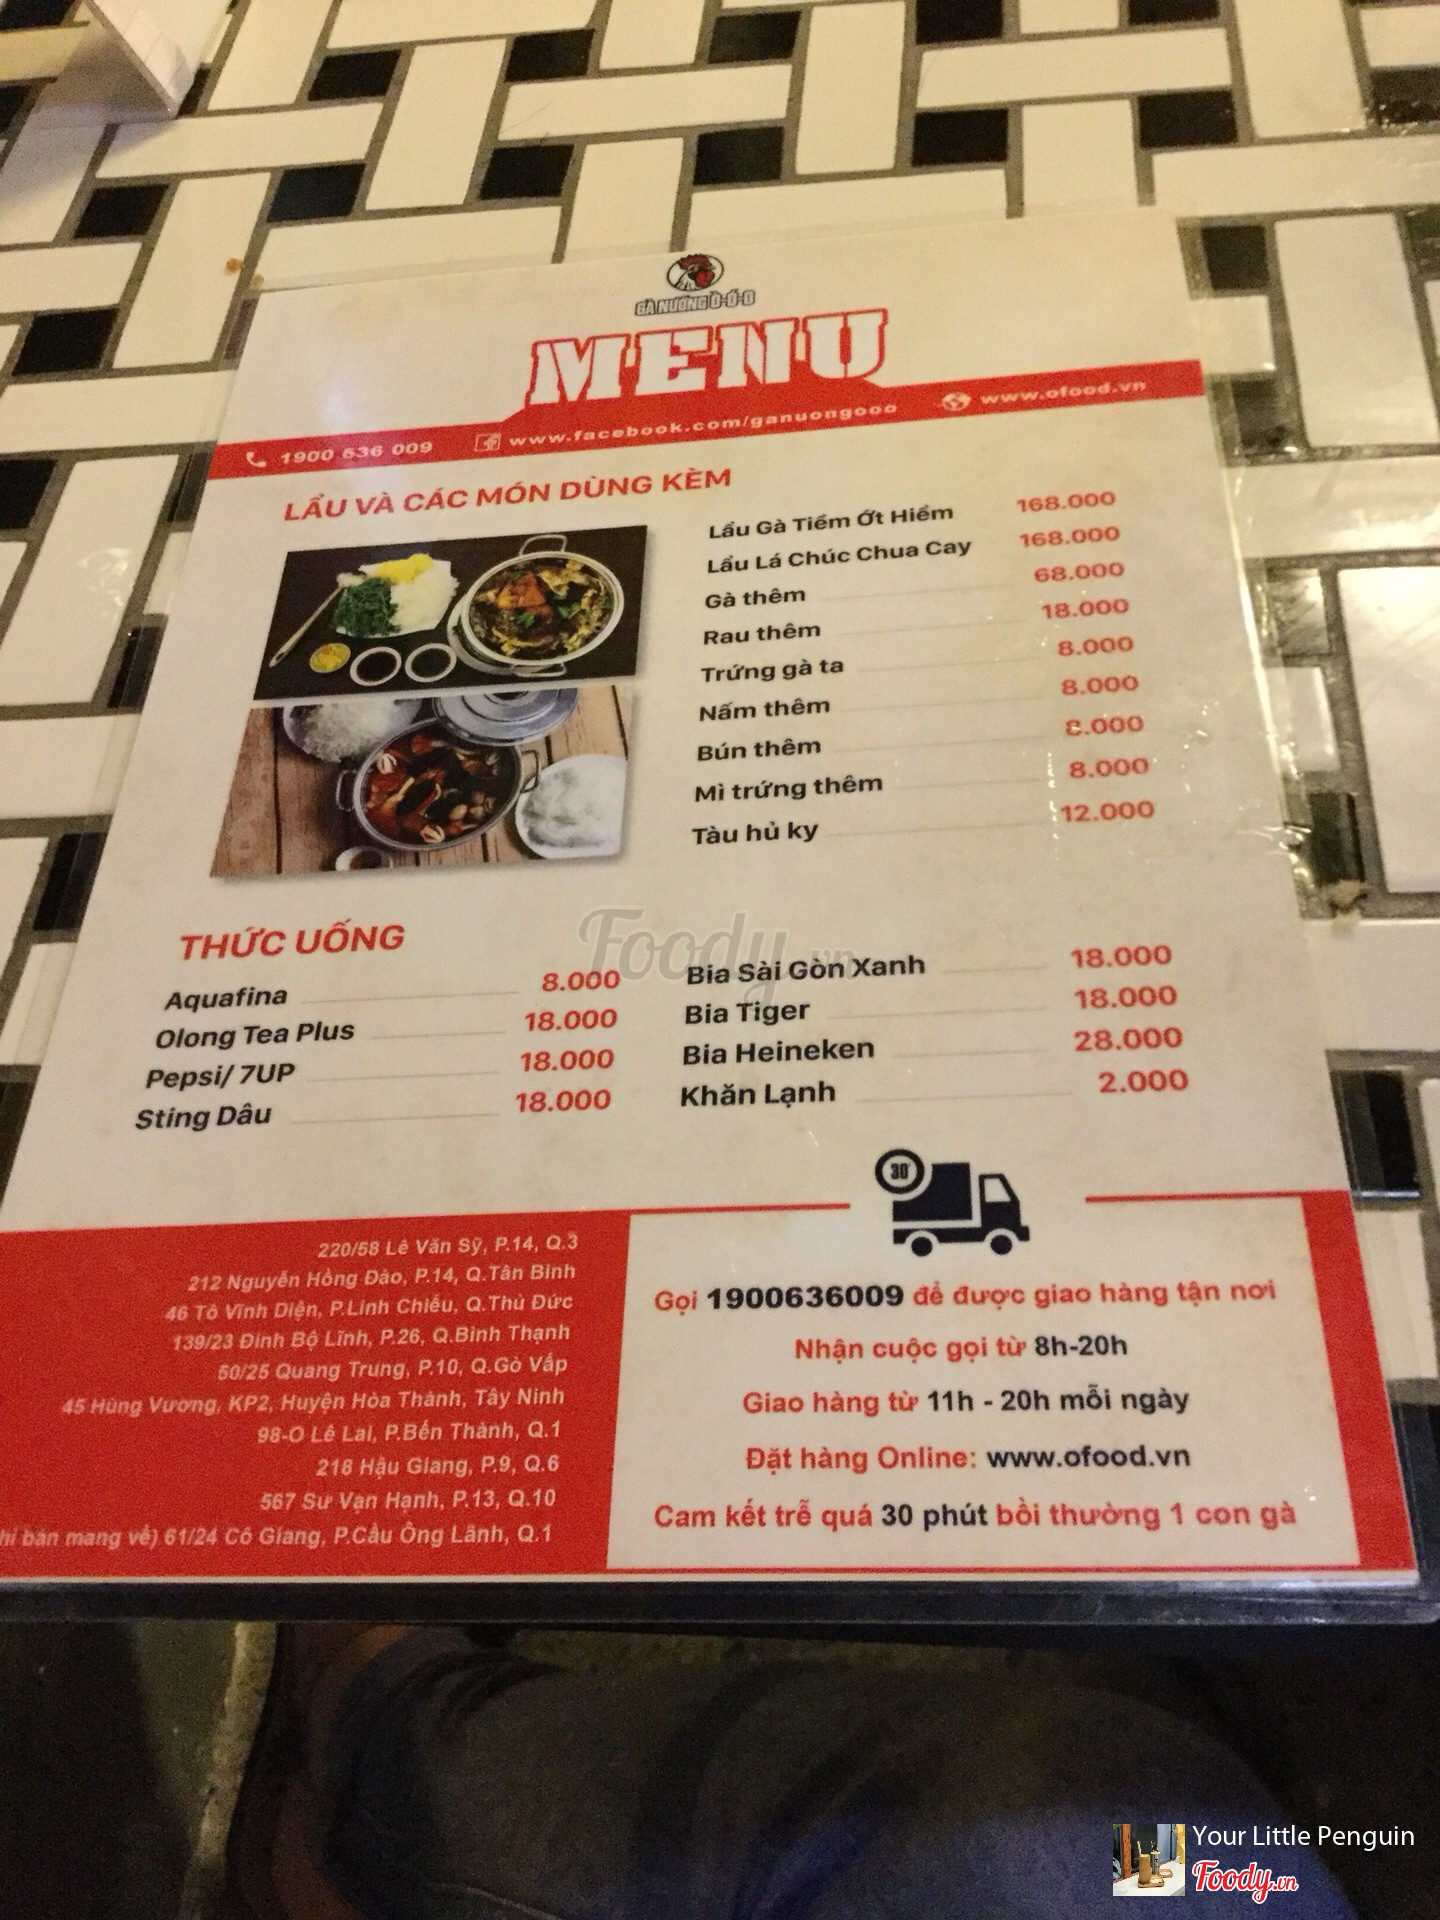 GÀ NƯỚNG Ò-Ó-O
MENU
1900 636 009 www.facebook.com/ganuongooo www.ofood.vn
LẨU VÀ CÁC MÓN DÙNG KÈM
Lẩu Gà Tiềm Ớt Hiểm 168.000
Lẩu Lá Chúc Chua Cay 168.000
Gà thêm 68.000
Rau thêm 18.000
Trứng gà ta 8.000
Nấm thêm 8.000
Bún thêm 8.000
Mì trứng thêm 8.000
Tàu hủ ky 12.000
THỨC UỐNG
Aquafina 8.000
Olong Tea Plus 18.000
Pepsi/ 7UP 18.000
Sting Dâu 18.000
Bia Sài Gòn Xanh 18.000
Bia Tiger 18.000
Bia Heineken 28.000
Khăn Lạnh 2.000
Foody.vn
220/58 Lê Văn Sỹ, P.14, Q.3
212 Nguyễn Hồng Đào, P.14, Q.Tân Bình
46 Tô Vĩnh Diện, P.Linh Chiểu, Q.Thủ Đức
139/23 Đinh Bộ Lĩnh, P.26, Q.Bình Thạnh
50/25 Quang Trung, P.10, Q.Gò Vấp
45 Hùng Vương, KP2, Huyện Hòa Thành, Tây Ninh
98-O Lê Lai, P.Bến Thành, Q.1
218 Hậu Giang, P.9, Q.6
567 Sư Vạn Hạnh, P.13, Q.10
bán mang về) 61/24 Cô Giang, P.Cầu Ông Lãnh, Q.1
30'
Gọi 1900636009 để được giao hàng tận nơi
Nhận cuộc gọi từ 8h-20h
Giao hàng từ 11h - 20h mỗi ngày
Đặt hàng Online: www.ofood.vn
Cam kết trễ quá 30 phút bồi thường 1 con gà
Your Little Penguin
Foody.vn